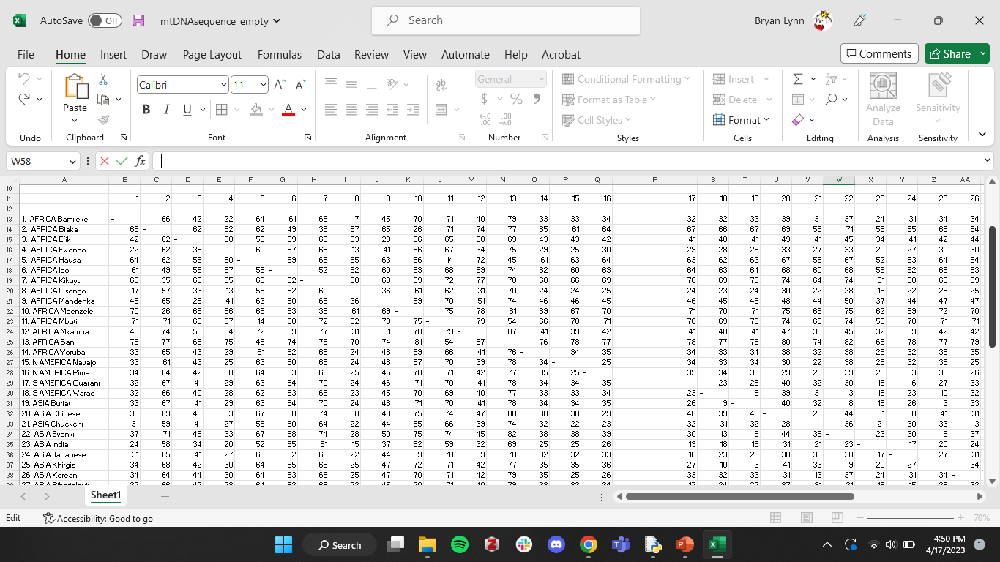 AutoSave Off mtDNAsequence_empty Search Bryan Lynn
File Home Insert Draw Page Layout Formulas Data Review View Automate Help Acrobat Comments Share
Paste Calibri 11 General Conditional Formatting Insert
B I U Format as Table Delete Analyze Data Sensitivity
A Cell Styles Format
Undo Clipboard Font Alignment Number Styles Cells Editing Analysis Sensitivity
W58 fx
A B C D E F G H I J K L M N O P Q R S T U V W X Y Z AA
10
11 1 2 3 4 5 6 7 8 9 10 11 12 13 14 15 16 17 18 19 20 21 22 23 24 25 26
12
13 1. AFRICA Bamileke - 66 42 22 64 61 69 17 45 70 71 40 79 33 33 34 32 32 33 39 31 37 24 31 34 34
14 2. AFRICA Biaka 66 - 62 62 62 49 35 57 65 26 71 74 77 65 61 64 67 66 67 69 59 71 58 65 68 64
15 3. AFRICA Efik 42 62 - 38 58 59 63 33 29 66 65 50 69 43 43 42 41 40 41 49 41 45 34 41 42 44
16 4. AFRICA Ewondo 22 62 38 - 60 57 65 13 41 66 67 34 75 29 25 30 29 28 29 33 27 33 20 27 30 30
17 5. AFRICA Hausa 64 62 58 60 - 59 65 55 63 66 14 72 45 61 63 64 63 62 63 67 59 67 52 63 64 64
18 6. AFRICA Ibo 61 49 59 57 59 - 52 52 60 53 68 69 74 62 60 63 64 63 64 68 60 68 55 62 65 63
19 7. AFRICA Kikuyu 69 35 63 65 65 52 - 60 68 39 72 77 78 68 66 69 70 69 70 74 64 74 61 68 69 69
20 8. AFRICA Lisongo 17 57 33 13 55 52 60 - 36 61 62 31 70 24 24 25 24 23 24 30 22 28 15 22 25 25
21 9. AFRICA Mandenka 45 65 29 41 63 60 68 36 - 69 70 51 74 46 46 45 46 45 46 48 44 50 37 44 47 47
22 10. AFRICA Mbenzele 70 26 66 66 66 53 39 61 69 - 75 78 81 69 67 70 71 70 71 75 65 75 62 69 72 70
23 11. AFRICA Mbuti 71 71 65 67 14 68 72 62 70 75 - 79 54 66 70 71 70 69 70 74 66 74 59 70 71 71
24 12. AFRICA Mkamba 40 74 50 34 72 69 77 31 51 78 79 - 87 41 39 42 41 40 41 47 39 45 32 39 42 42
25 13. AFRICA San 79 77 69 75 45 74 78 70 74 81 54 87 - 76 78 77 78 77 78 80 74 82 69 78 77 79
26 14. AFRICA Yoruba 33 65 43 29 61 62 68 24 46 69 66 41 76 - 34 35 34 33 34 38 32 38 25 32 35 35
27 15. N AMERICA Navajo 33 61 43 25 63 60 66 24 46 67 70 39 78 34 - 25 34 33 34 30 22 38 25 32 35 25
28 16. N AMERICA Pima 34 64 42 30 64 63 69 25 45 70 71 42 77 35 25 - 35 34 35 29 23 39 26 33 36 26
29 17. S AMERICA Guarani 32 67 41 29 63 64 70 24 46 71 70 41 78 34 34 35 - 23 26 40 32 30 19 16 27 33
30 18. S AMERICA Warao 32 66 40 28 62 63 69 23 45 70 69 40 77 33 33 34 23 - 9 39 31 13 18 23 10 32
31 19. ASIA Buriat 33 67 41 29 63 64 70 24 46 71 70 41 78 34 34 35 26 9 - 40 32 8 19 26 3 33
32 20. ASIA Chinese 39 69 49 33 67 68 74 30 48 75 74 47 80 38 30 29 40 39 40 - 28 44 31 38 41 31
33 21. ASIA Chuckchi 31 59 41 27 59 60 64 22 44 65 66 39 74 32 22 23 32 31 32 28 - 36 21 30 33 13
34 22. ASIA Evenki 37 71 45 33 67 68 74 28 50 75 74 45 82 38 38 39 30 13 8 44 36 - 23 30 9 37
35 23. ASIA India 24 58 34 20 52 55 61 15 37 62 59 32 69 25 25 26 19 18 19 31 21 23 - 17 20 24
36 24. ASIA Japanese 31 65 41 27 63 62 68 22 44 69 70 39 78 32 32 33 16 23 26 38 30 30 17 - 27 31
37 25. ASIA Khirgiz 34 68 42 30 64 65 69 25 47 72 71 42 77 35 35 36 27 10 3 41 33 9 20 27 - 34
38 26. ASIA Korean 34 64 44 30 64 63 69 25 47 70 71 42 79 35 25 26 33 32 33 31 13 37 24 31 34 -
Sheet1
Edit Accessibility: Good to go 70%
Search 4:50 PM
4/17/2023 1